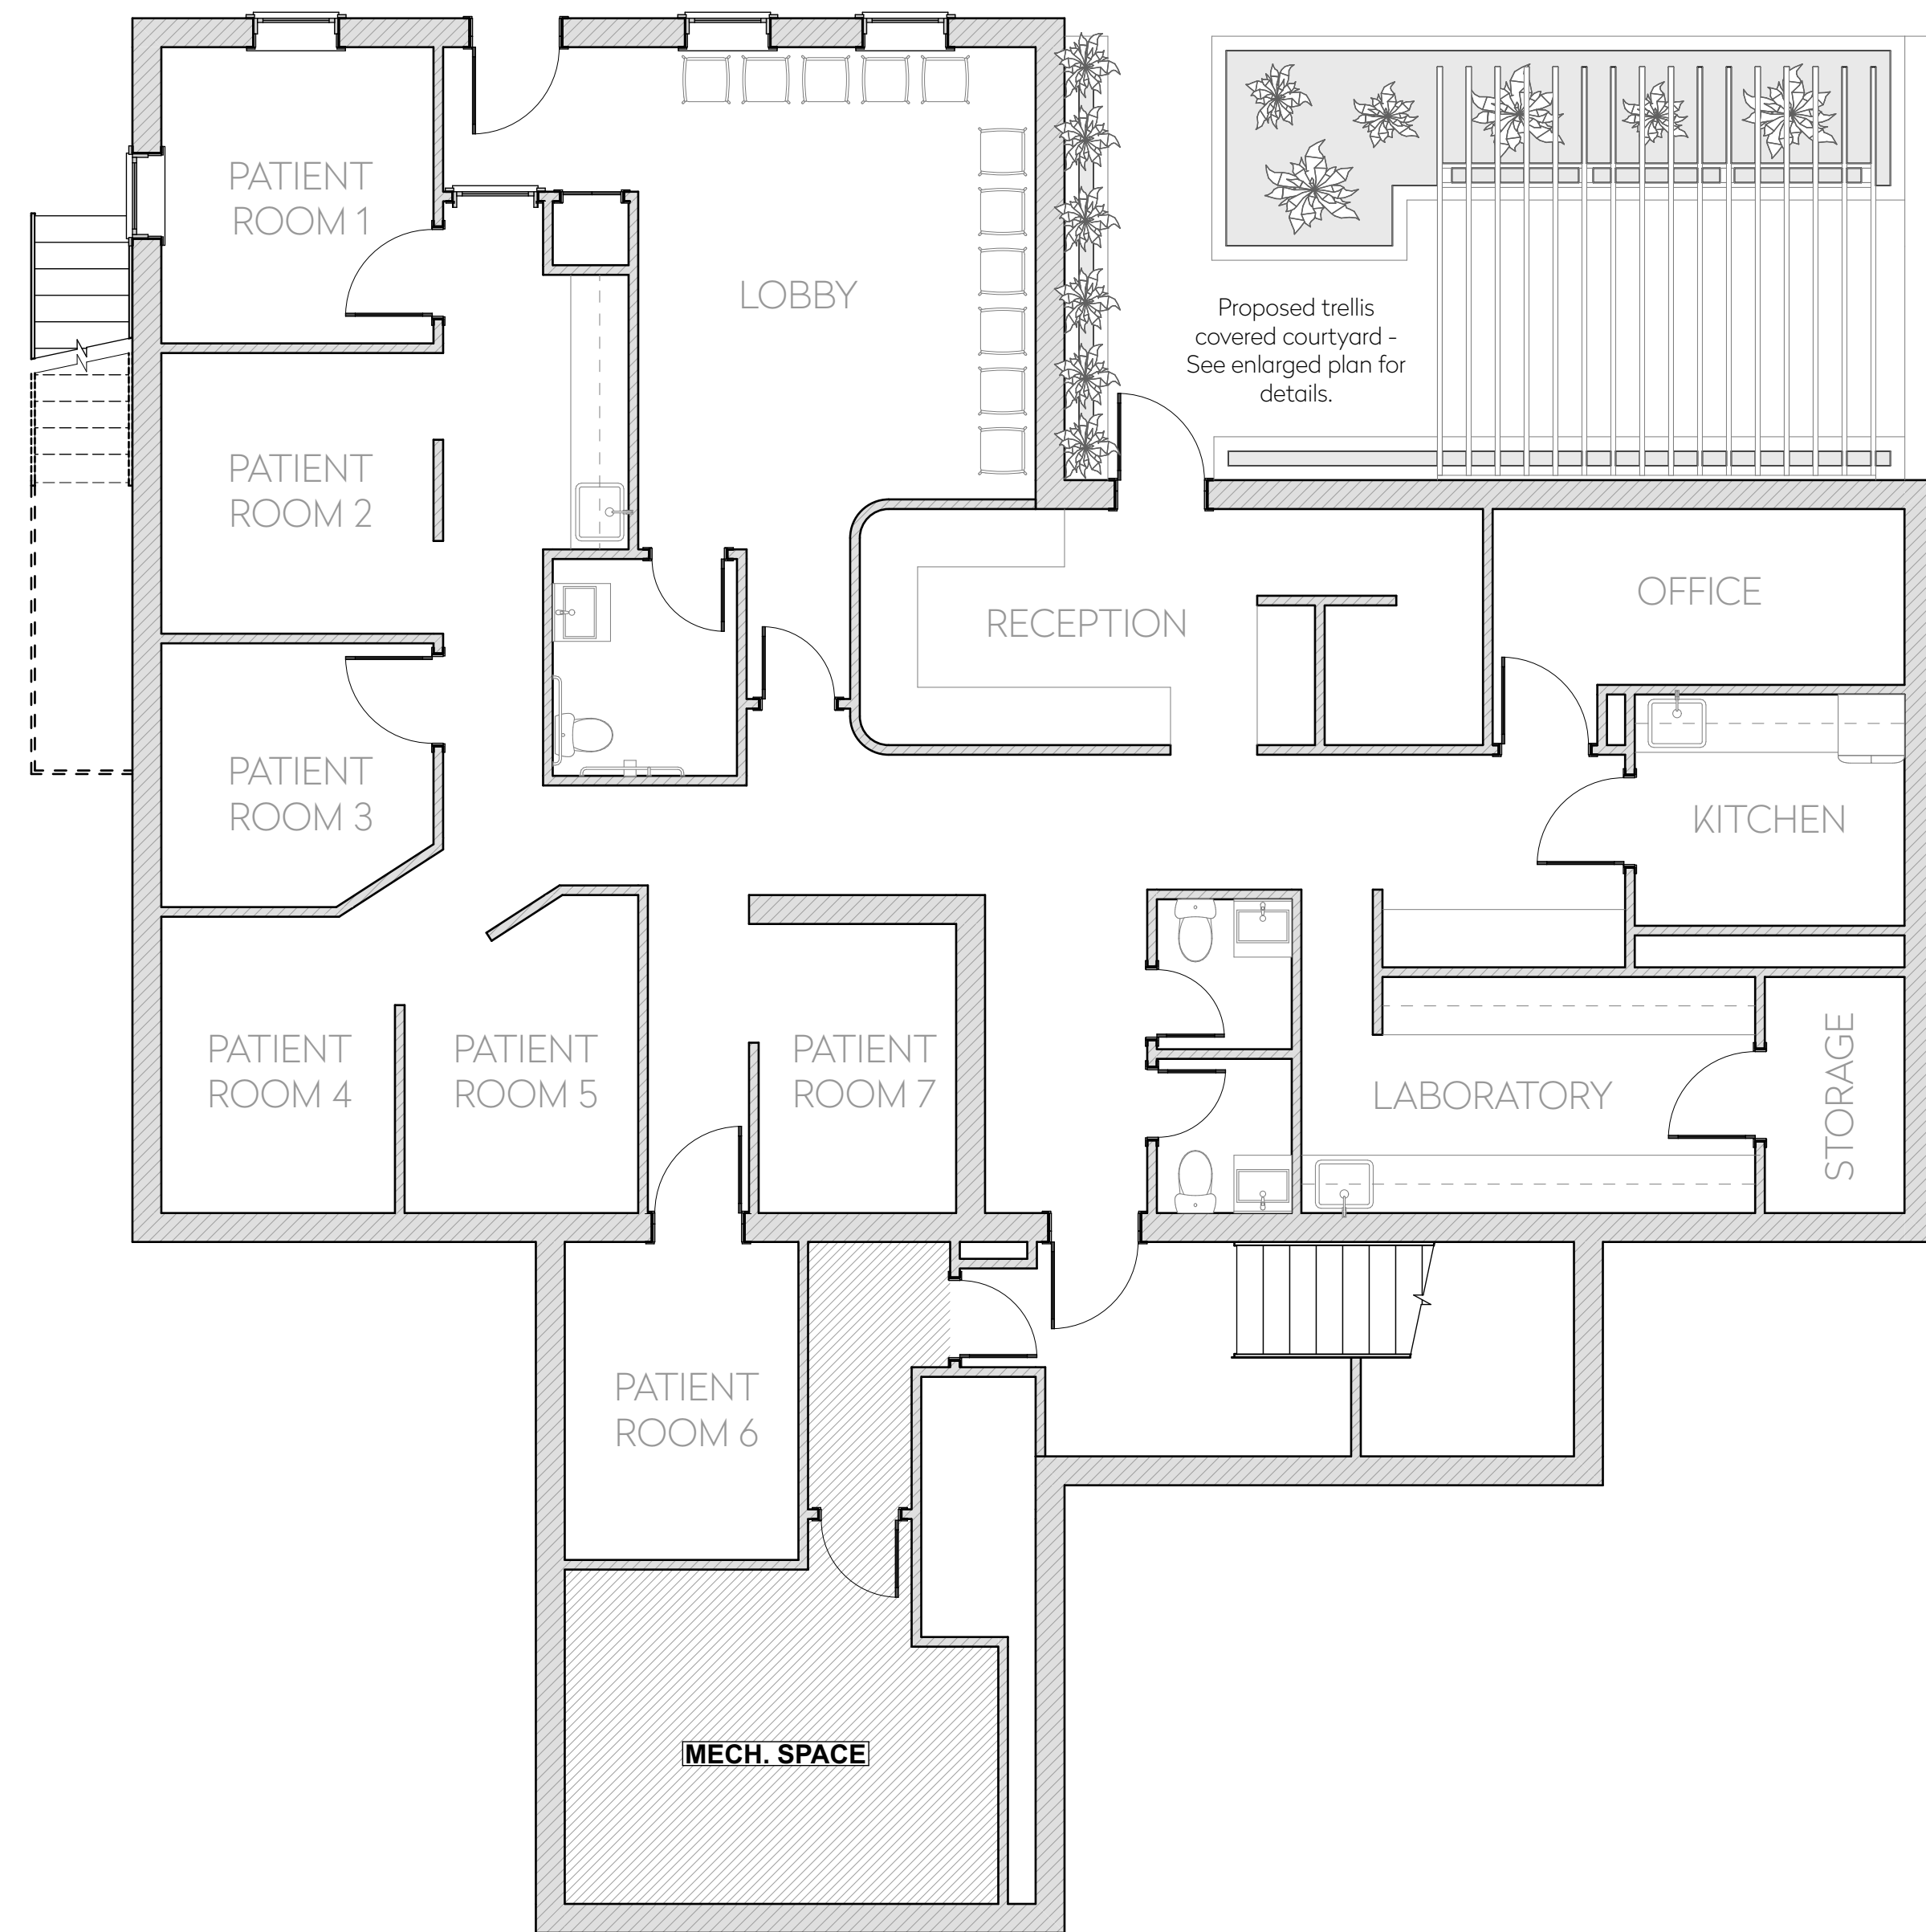 PATIENT
ROOM 1
LOBBY
Proposed trellis
covered courtyard -
See enlarged plan for
details.
PATIENT
ROOM 2
RECEPTION
OFFICE
PATIENT
ROOM 3
KITCHEN
PATIENT
ROOM 4
PATIENT
ROOM 5
PATIENT
ROOM 7
LABORATORY
STORAGE
PATIENT
ROOM 6
MECH. SPACE